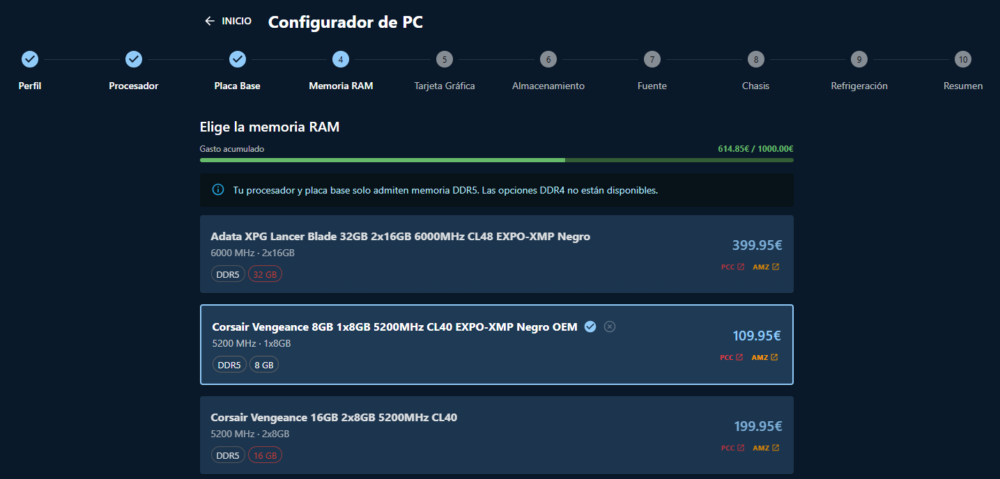 INICIO Configurador de PC
4 5 6 7 8 9 10
Perfil Procesador Placa Base Memoria RAM Tarjeta Gráfica Almacenamiento Fuente Chasis Refrigeración Resumen
Elige la memoria RAM
Gasto acumulado 614.85€ / 1000.00€
Tu procesador y placa base solo admiten memoria DDR5. Las opciones DDR4 no están disponibles.
Adata XPG Lancer Blade 32GB 2x16GB 6000MHz CL48 EXPO-XMP Negro
399.95€
6000 MHz · 2x16GB
PCC AMZ
DDR5 32 GB
Corsair Vengeance 8GB 1x8GB 5200MHz CL40 EXPO-XMP Negro OEM
109.95€
5200 MHz · 1x8GB
PCC AMZ
DDR5 8 GB
Corsair Vengeance 16GB 2x8GB 5200MHz CL40
199.95€
5200 MHz · 2x8GB
PCC AMZ
DDR5 16 GB